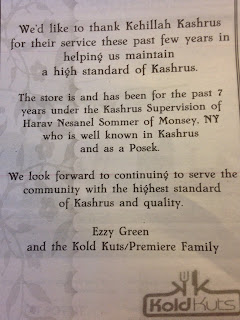 We'd like to thank Kehillah Kashrus
for their service these past few years in
helping us maintain
a high standard of Kashrus.
The store is and has been for the past 7
years under the Kashrus Supervision of
Harav Nesanel Sommer of Monsey, NY
who is well known in Kashrus
and as a Posek.
We look forward to continuing to serve the
community with the highest standard
of Kashrus and quality.
Ezzy Green
and the Kold Kuts/Premiere Family
Kold Kuts